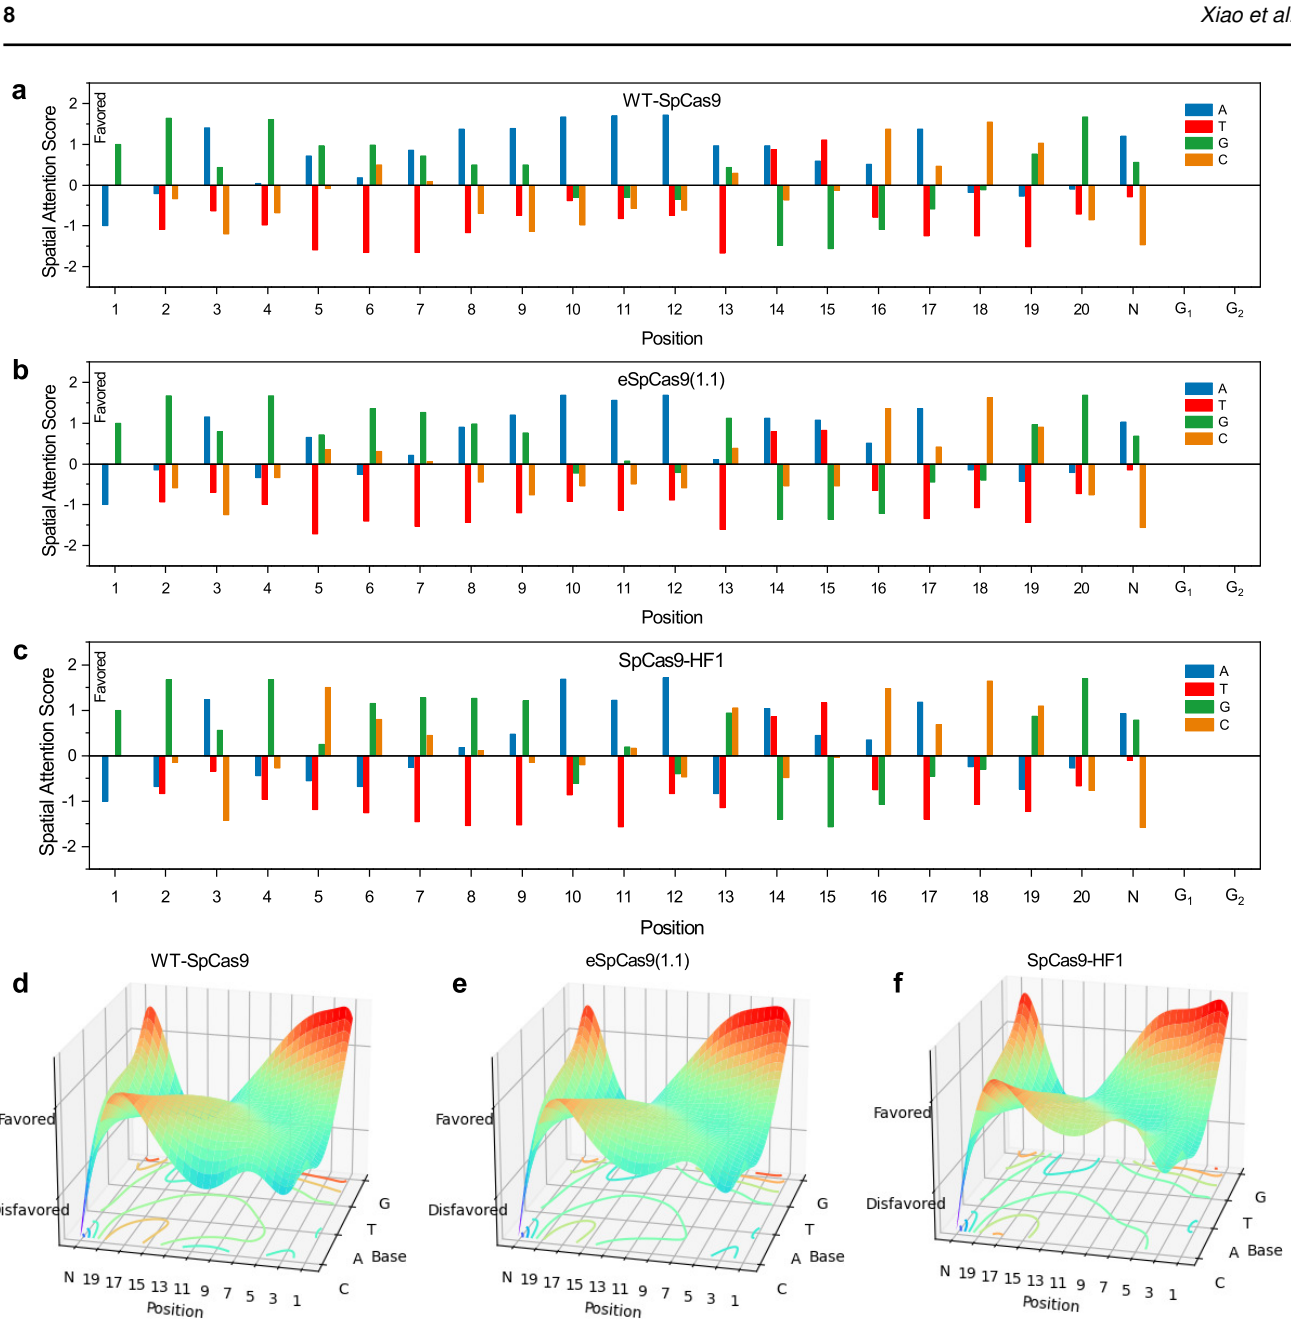 8 Xiao et al.
a
WT-SpCas9
Favored
Spatial Attention Score
2
1
0
-1
-2
A
T
G
C
1 2 3 4 5 6 7 8 9 10 11 12 13 14 15 16 17 18 19 20 N G1 G2
Position
b
eSpCas9(1.1)
Favored
Spatial Attention Score
2
1
0
-1
-2
A
T
G
C
1 2 3 4 5 6 7 8 9 10 11 12 13 14 15 16 17 18 19 20 N G1 G2
Position
c
SpCas9-HF1
Favored
Spatial Attention Score
2
1
0
-1
-2
A
T
G
C
1 2 3 4 5 6 7 8 9 10 11 12 13 14 15 16 17 18 19 20 N G1 G2
Position
d
WT-SpCas9
Favored
isfavored
N 19 17 15 13 11 9 7 5 3 1
Position
G
T
A Base
C
e
eSpCas9(1.1)
Favored
Disfavored
N 19 17 15 13 11 9 7 5 3 1
Position
G
T
A Base
C
f
SpCas9-HF1
Favored
Disfavored
N 19 17 15 13 11 9 7 5 3 1
Position
G
T
A Base
C